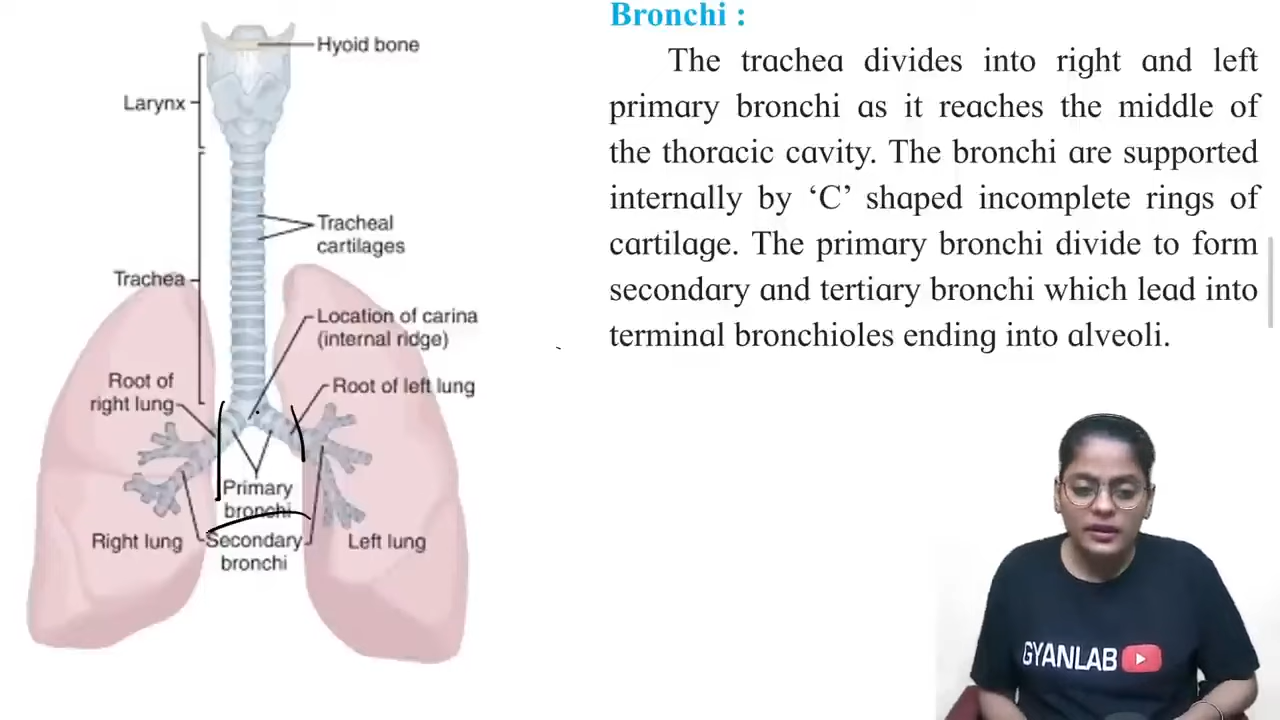 Hyoid bone
Larynx
Tracheal
cartilages
Trachea
Location of carina
(internal ridge)
Root of
right lung
Root of left lung
Primary
bronchi
Right lung
Secondary
bronchi
Left lung
Bronchi :
The trachea divides into right and left
primary bronchi as it reaches the middle of
the thoracic cavity. The bronchi are supported
internally by ‘C’ shaped incomplete rings of
cartilage. The primary bronchi divide to form
secondary and tertiary bronchi which lead into
terminal bronchioles ending into alveoli.
GYANLAB